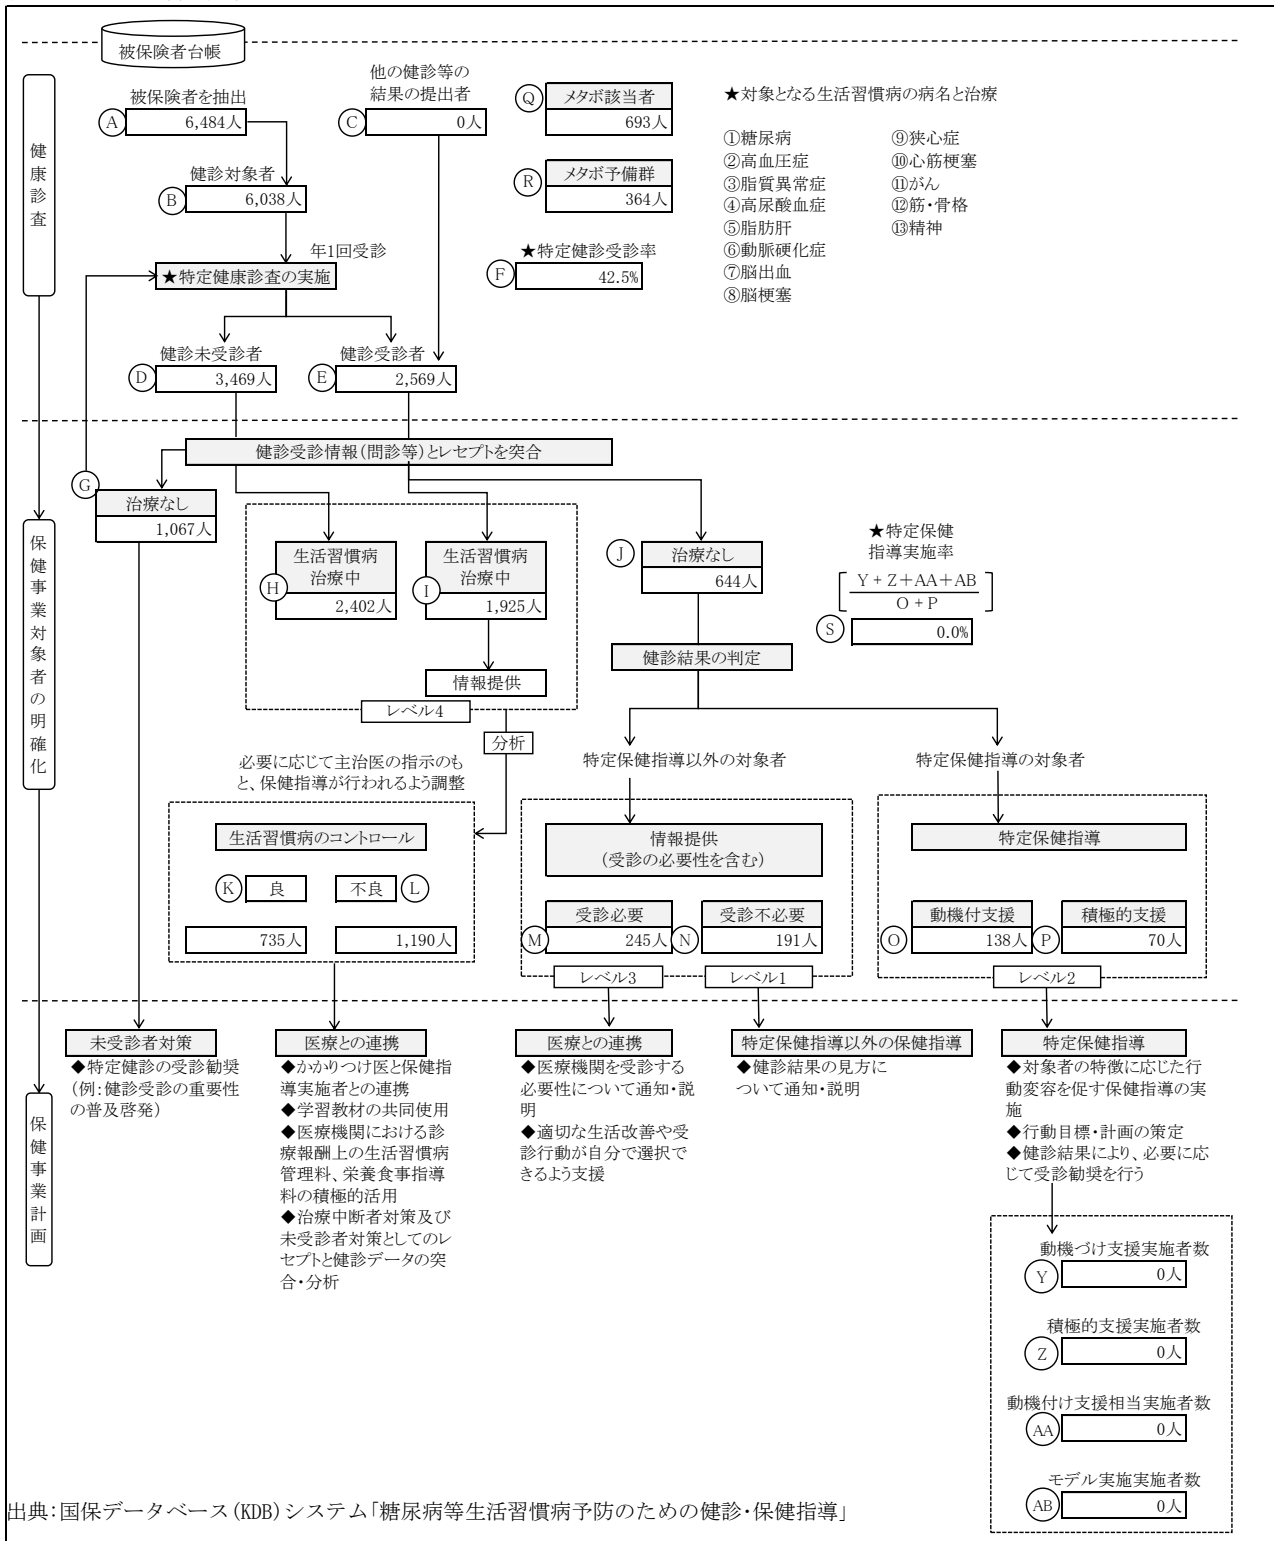 被保険者台帳
健康診査
被保険者を抽出
A
6,484人
他の健診等の
結果の提出者
C
0人
健診対象者
B
6,038人
年1回受診
★特定健康診査の実施
Q
メタボ該当者
693人
R
メタボ予備群
364人
★特定健診受診率
F
42.5%
★対象となる生活習慣病の病名と治療
①糖尿病
②高血圧症
③脂質異常症
④高尿酸血症
⑤脂肪肝
⑥動脈硬化症
⑦脳出血
⑧脳梗塞
⑨狭心症
⑩心筋梗塞
⑪がん
⑫筋・骨格
⑬精神
健診未受診者
D
3,469人
健診受診者
E
2,569人
保健事業対象者の明確化
健診受診情報(問診等)とレセプトを突合
G
治療なし
1,067人
生活習慣病
治療中
H
2,402人
生活習慣病
治療中
I
1,925人
情報提供
レベル4
分析
J
治療なし
644人
健診結果の判定
★特定保健
指導実施率
Y+Z+AA+AB
O+P
S
0.0%
必要に応じて主治医の指示のも
と、保健指導が行われるよう調整
生活習慣病のコントロール
K
良
不良
L
735人
1,190人
特定保健指導以外の対象者
情報提供
(受診の必要性を含む)
受診必要
M
245人
受診不必要
N
191人
レベル3
レベル1
特定保健指導の対象者
特定保健指導
動機付支援
O
138人
積極的支援
P
70人
レベル2
保健事業計画
未受診者対策
◆特定健診の受診勧奨
(例:健診受診の重要性
の普及啓発)
医療との連携
◆かかりつけ医と保健指
導実施者との連携
◆学習教材の共同使用
◆医療機関における診
療報酬上の生活習慣病
管理料、栄養食事指導
料の積極的活用
◆治療中断者対策及び
未受診者対策としてのレ
セプトと健診データの突
合・分析
医療との連携
◆医療機関を受診する
必要性について通知・説
明
◆適切な生活改善や受
診行動が自分で選択で
きるよう支援
特定保健指導以外の保健指導
◆健診結果の見方に
ついて通知・説明
特定保健指導
◆対象者の特徴に応じた行
動変容を促す保健指導の実
施
◆行動目標・計画の策定
◆健診結果により、必要に応
じて受診勧奨を行う
動機づけ支援実施者数
Y
0人
積極的支援実施者数
Z
0人
動機付け支援相当実施者数
AA
0人
モデル実施実施者数
AB
0人
出典:国保データベース(KDB)システム「糖尿病等生活習慣病予防のための健診・保健指導」